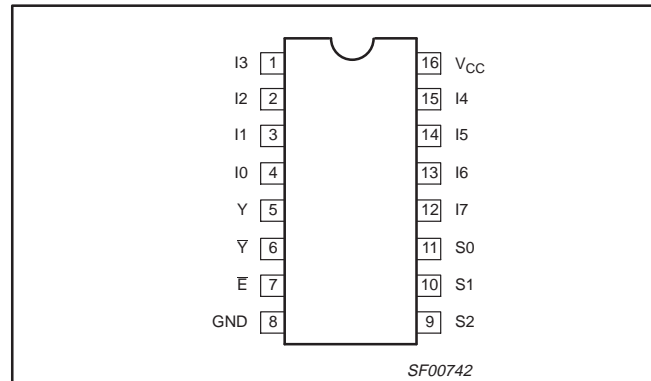 I3 1 16 VCC
I2 2 15 I4
I1 3 14 I5
I0 4 13 I6
Y 5 12 I7
Y̅ 6 11 S0
E̅ 7 10 S1
GND 8 9 S2
SF00742